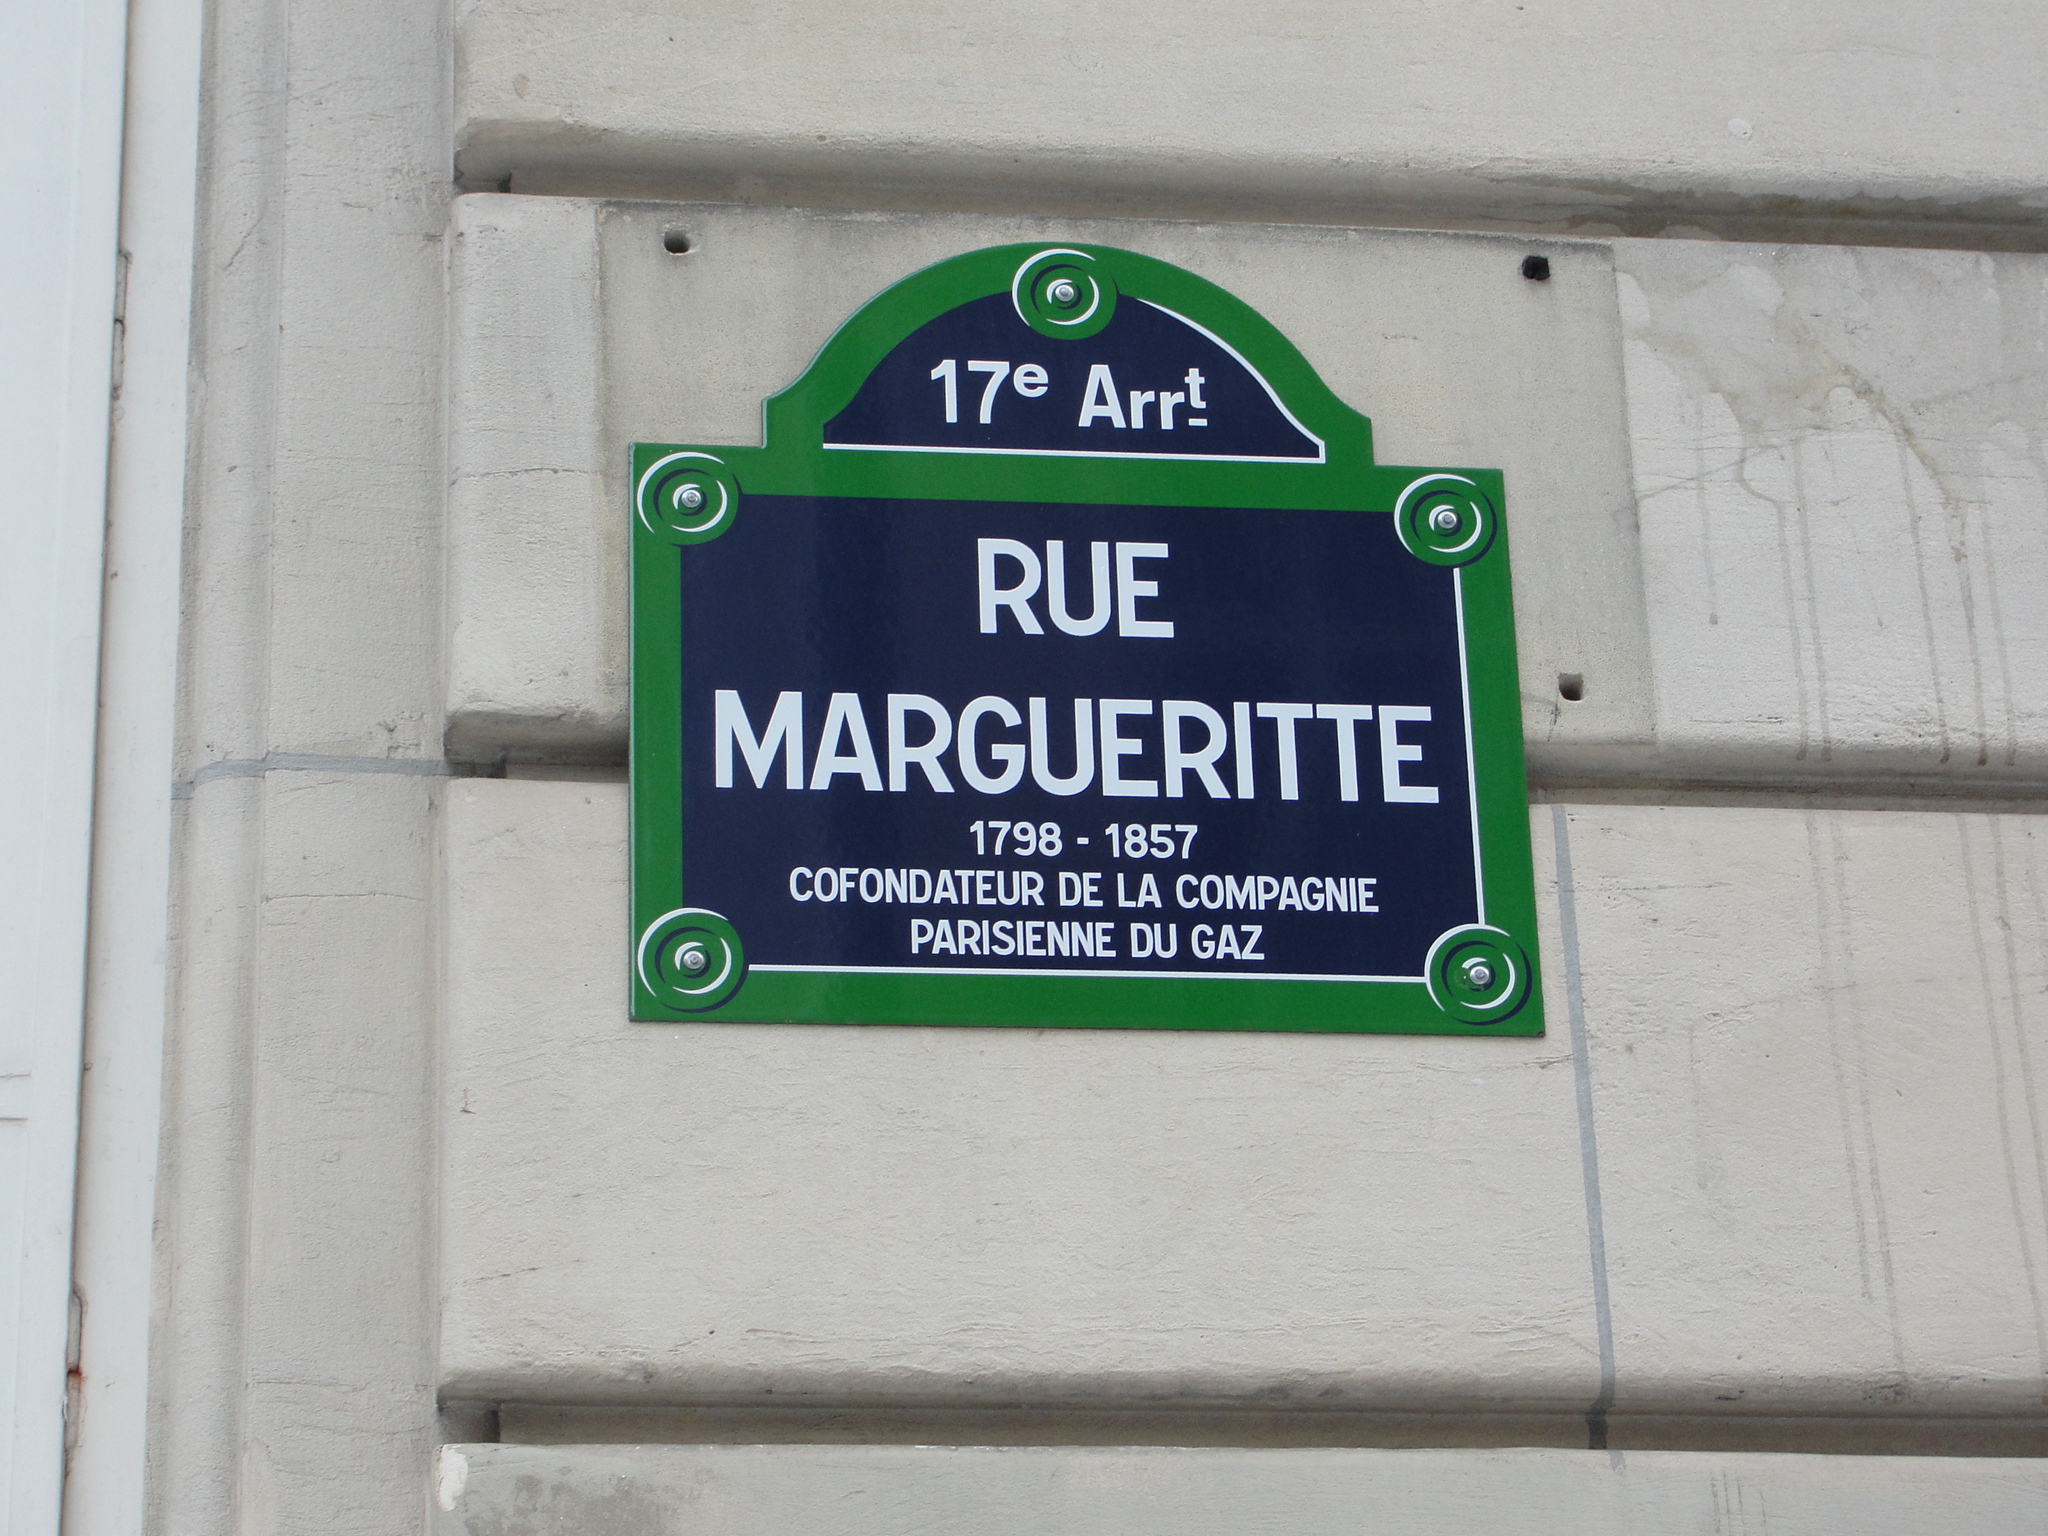 17e Arrt
RUE
MARGUERITTE
1798 - 1857
COFONDATEUR DE LA COMPAGNIE
PARISIENNE DU GAZ